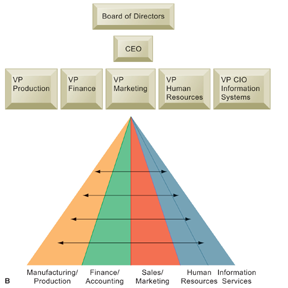 Board of Directors
CEO
VP
Production
VP
Finance
VP
Marketing
VP
Human
Resources
VP CIO
Information
Systems
Manufacturing/
Production
Finance/
Accounting
Sales/
Marketing
Human
Resources
Information
Services
B